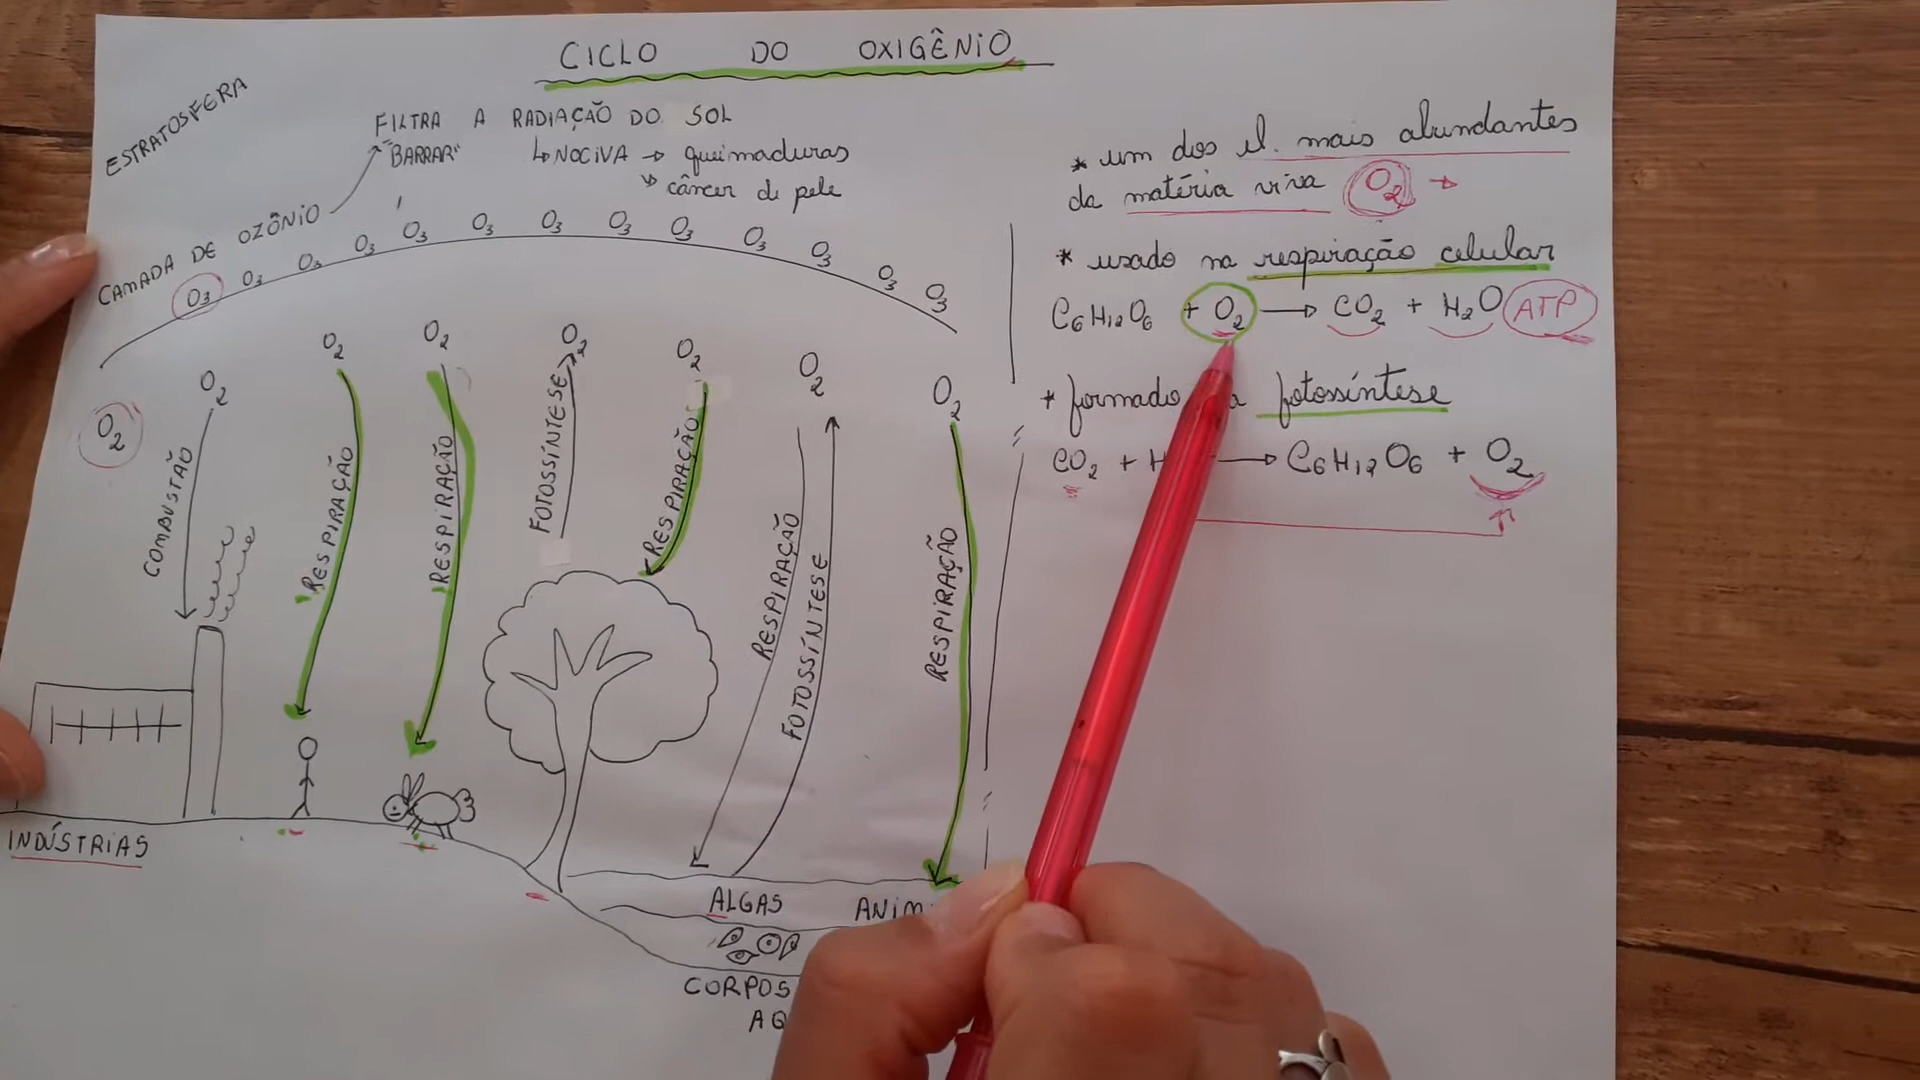 CICLO DO OXIGÊNIO
ESTRATOSFERA
FILTRA A RADIAÇÃO DO SOL
"BARRAR"
↳ NOCIVA → queimaduras
↘ câncer de pele
CAMADA DE OZÔNIO
O₃ O₃ O₃ O₃ O₃ O₃ O₃ O₃ O₃ O₃ O₃ O₃ O₃
O₂ O₂ O₂ O₂ O₂ O₂ O₂
O₂
COMBUSTÃO
RESPIRAÇÃO
RESPIRAÇÃO
FOTOSSÍNTESE
RESPIRAÇÃO
RESPIRAÇÃO
FOTOSSÍNTESE
RESPIRAÇÃO
INDÚSTRIAS
ALGAS
CORPOS
* um dos el. mais abundantes
da matéria viva O₂ →
* usado na respiração celular
C₆H₁₂O₆ + O₂ → CO₂ + H₂O ATP
* formado fotossíntese
CO₂ + → C₆H₁₂O₆ + O₂